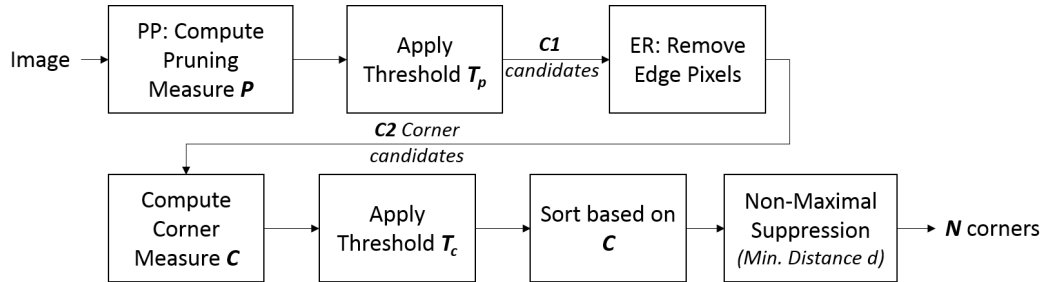 Image
PP: Compute
Pruning
Measure P
Apply
Threshold Tp
C1
candidates
ER: Remove
Edge Pixels
C2 Corner
candidates
Compute
Corner
Measure C
Apply
Threshold Tc
Sort based on
C
Non-Maximal
Suppression
(Min. Distance d)
N corners